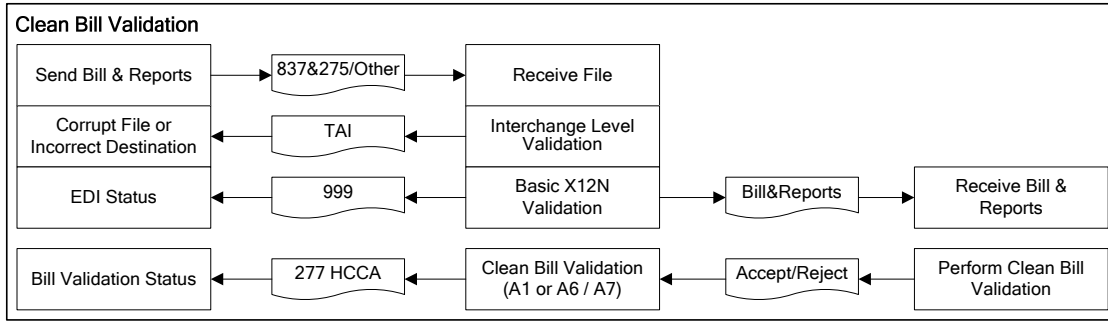 Clean Bill Validation
Send Bill & Reports
837&275/Other
Receive File
Corrupt File or
Incorrect Destination
TAI
Interchange Level
Validation
EDI Status
999
Basic X12N
Validation
Bill&Reports
Receive Bill &
Reports
Bill Validation Status
277 HCCA
Clean Bill Validation
(A1 or A6 / A7)
Accept/Reject
Perform Clean Bill
Validation